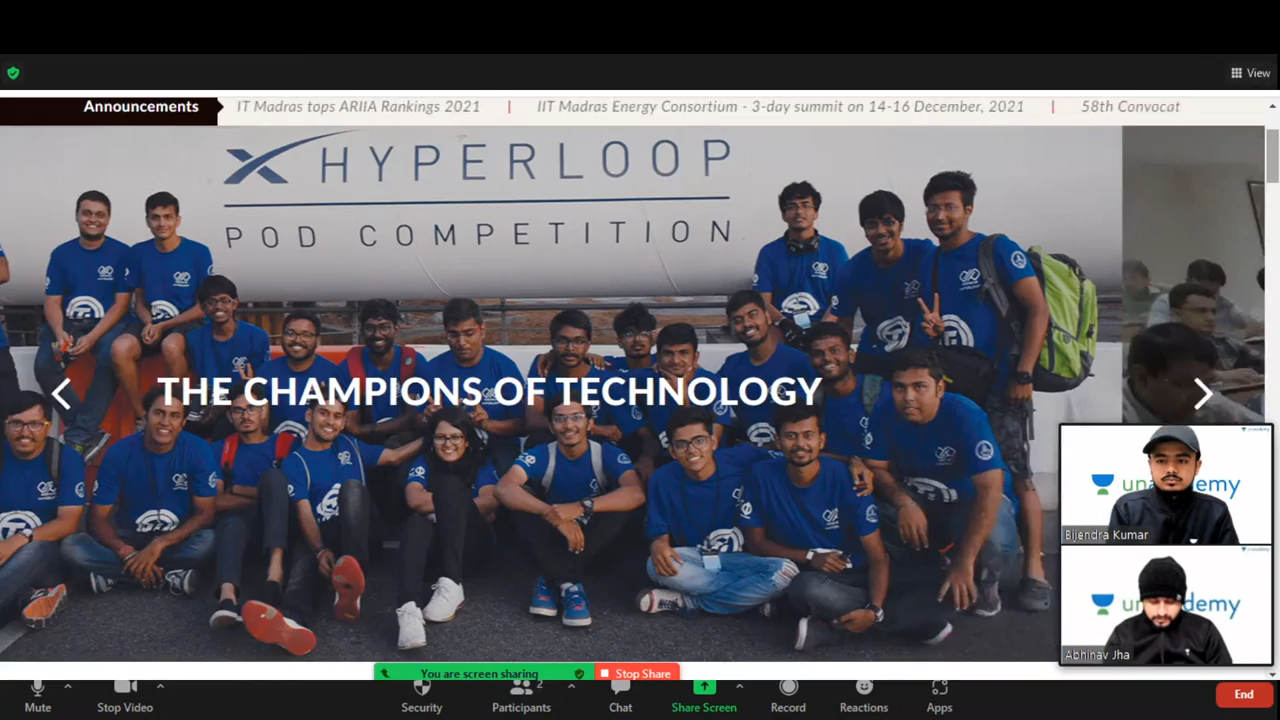 View
Announcements
IT Madras tops ARIIA Rankings 2021 | IIT Madras Energy Consortium - 3-day summit on 14-16 December, 2021 | 58th Convocat
X HYPERLOOP
POD COMPETITION
THE CHAMPIONS OF TECHNOLOGY
unacademy
Bijendra Kumar
unacademy
Abhinav Jha
You are screen sharing
Stop Share
Mute
Stop Video
Security
Participants
2
Chat
Share Screen
Record
Reactions
Apps
End